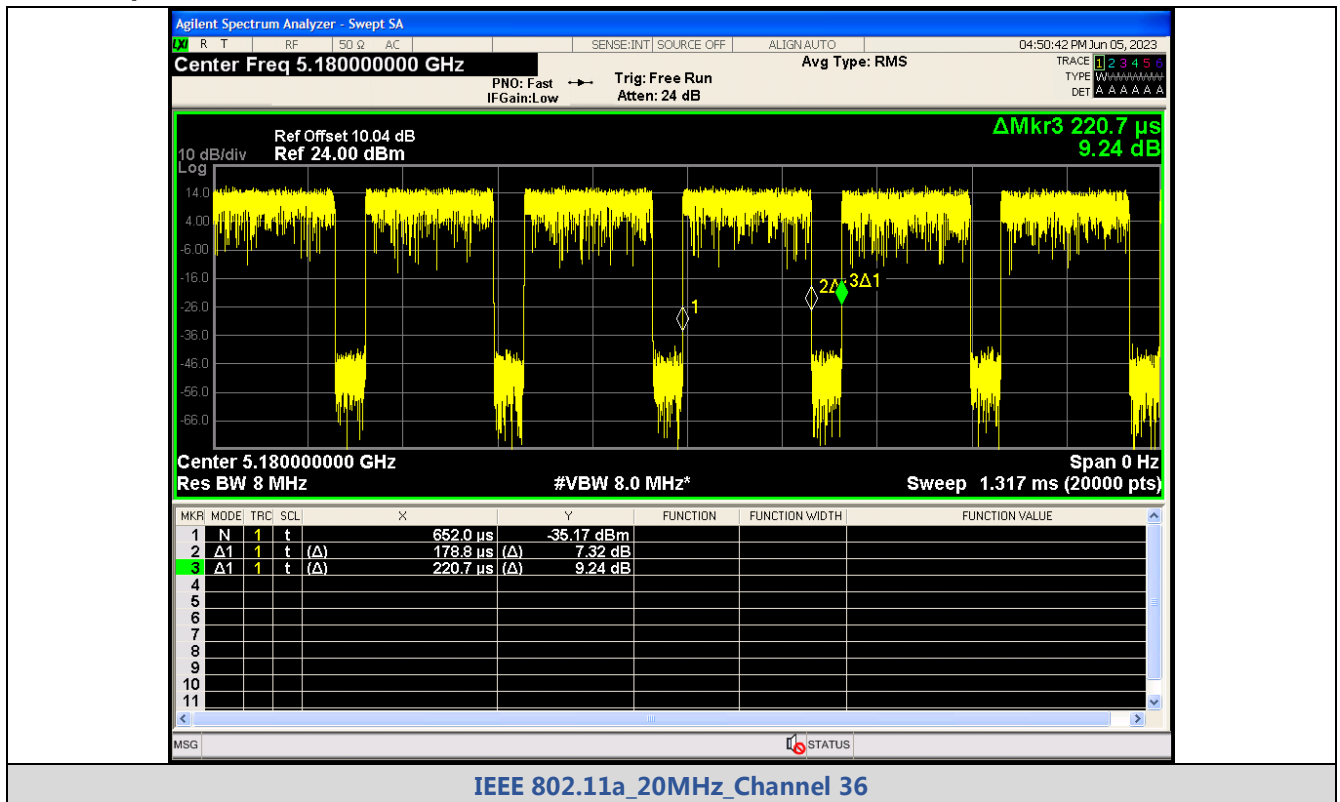 Agilent Spectrum Analyzer - Swept SA
LXI R T RF 50 Ω AC SENSE:INT SOURCE OFF ALIGNAUTO 04:50:42 PM Jun 05, 2023
Center Freq 5.180000000 GHz
Avg Type: RMS
TRACE 1 2 3 4 5 6
PNO: Fast
Trig: Free Run
TYPE
IFGain:Low
Atten: 24 dB
DET A A A A A A
ΔMkr3 220.7 µs
Ref Offset 10.04 dB
10 dB/div Ref 24.00 dBm
9.24 dB
Log
14.0
4.00
-6.00
-16.0
-26.0
-36.0
-46.0
-56.0
-66.0
1
2Δ
3Δ1
Center 5.180000000 GHz Span 0 Hz
Res BW 8 MHz #VBW 8.0 MHz* Sweep 1.317 ms (20000 pts)
MKR MODE TRC SCL X Y FUNCTION FUNCTION WIDTH FUNCTION VALUE
1 N 1 t 652.0 µs -35.17 dBm
2 Δ1 1 t (Δ) 178.8 µs (Δ) 7.32 dB
3 Δ1 1 t (Δ) 220.7 µs (Δ) 9.24 dB
4
5
6
7
8
9
10
11
MSG STATUS
IEEE 802.11a_20MHz_Channel 36